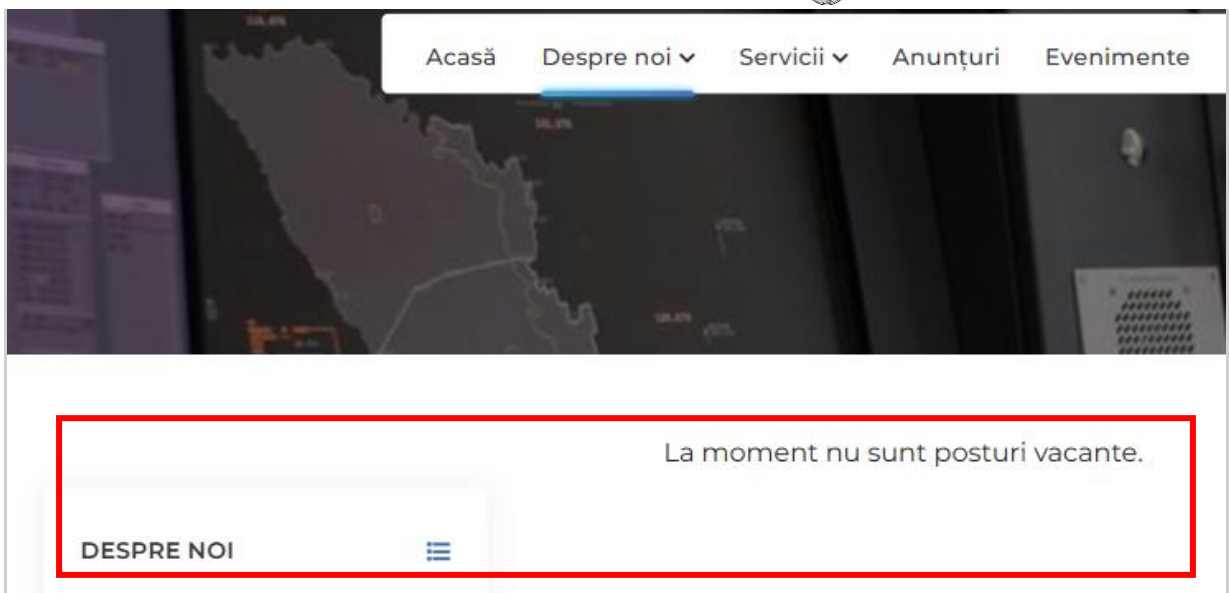 Acasă Despre noi Servicii Anunțuri Evenimente
La moment nu sunt posturi vacante.
DESPRE NOI